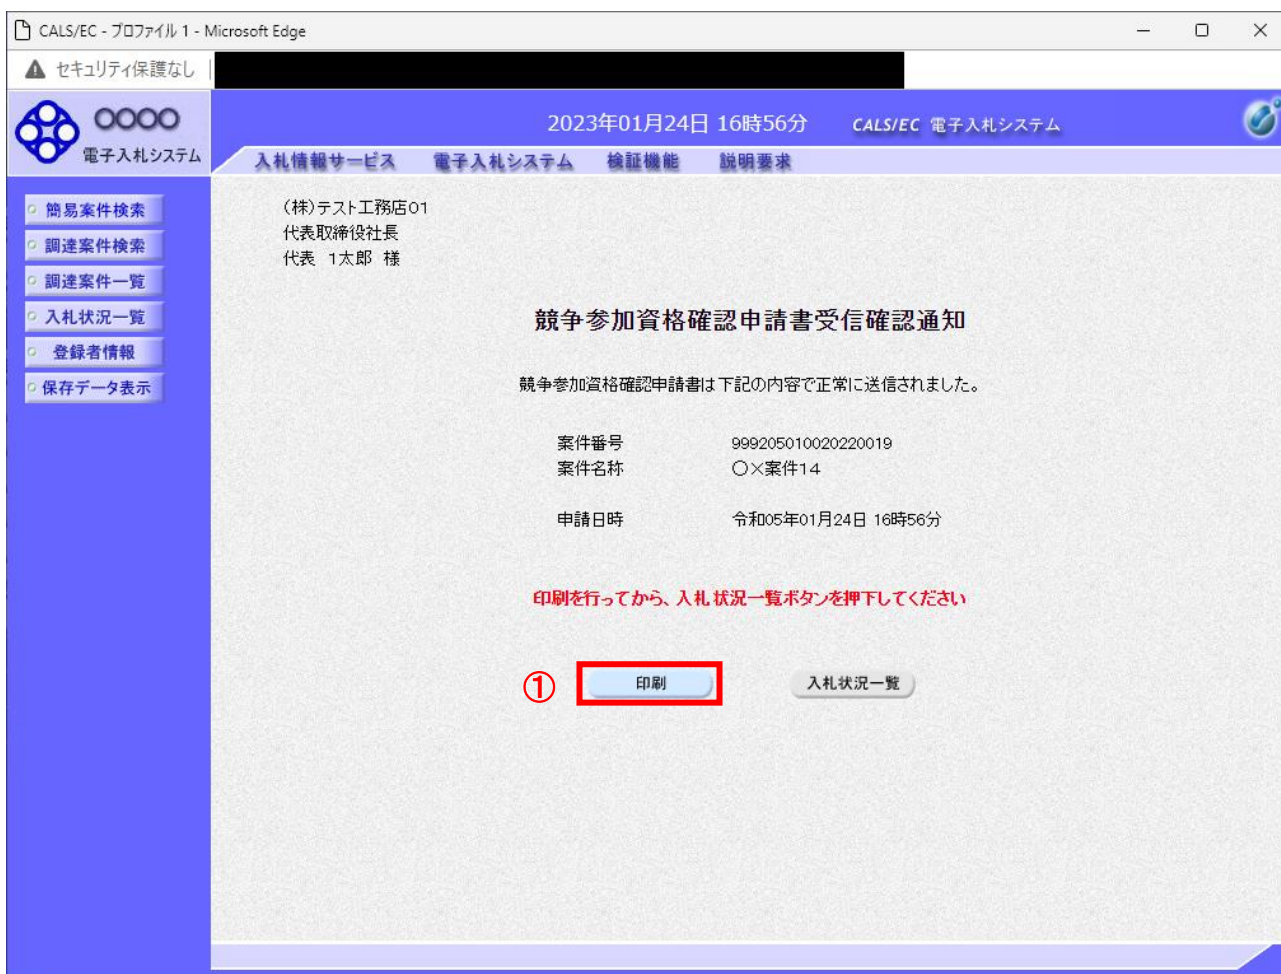 CALS/EC - プロファイル 1 - Microsoft Edge
セキュリティ保護なし
〇〇〇〇
電子入札システム
2023年01月24日 16時56分
CALS/EC 電子入札システム
入札情報サービス 電子入札システム 検証機能 説明要求
簡易案件検索
調達案件検索
調達案件一覧
入札状況一覧
登録者情報
保存データ表示
(株)テスト工務店01
代表取締役社長
代表 1太郎 様
競争参加資格確認申請書受信確認通知
競争参加資格確認申請書は下記の内容で正常に送信されました。
案件番号 999205010020220019
案件名称 〇×案件14
申請日時 令和05年01月24日 16時56分
印刷を行ってから、入札状況一覧ボタンを押下してください
① 印刷 入札状況一覧